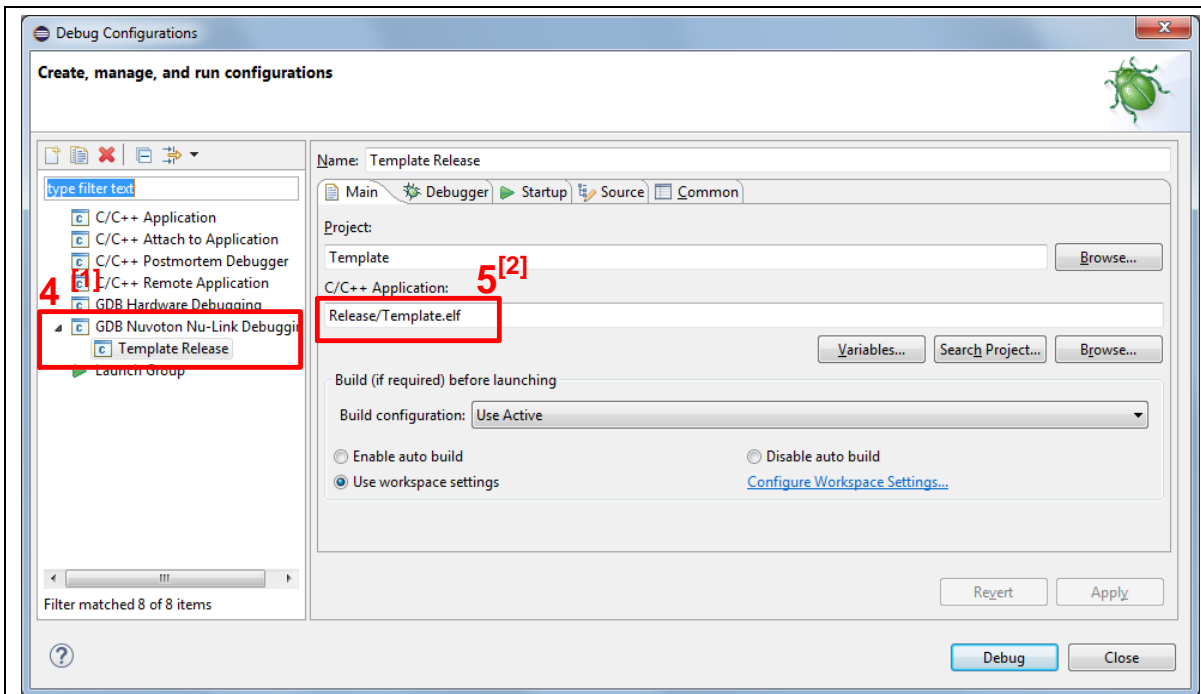 Debug Configurations
Create, manage, and run configurations
type filter text
C/C++ Application
C/C++ Attach to Application
C/C++ Postmortem Debugger
C/C++ Remote Application
GDB Hardware Debugging
GDB Nuvoton Nu-Link Debuggin
Template Release
Launch Group
4 [1]
Filter matched 8 of 8 items
Name: Template Release
Main Debugger Startup Source Common
Project:
Template Browse...
C/C++ Application: 5[2]
Release/Template.elf
Variables... Search Project... Browse...
Build (if required) before launching
Build configuration: Use Active
Enable auto build Disable auto build
Use workspace settings Configure Workspace Settings...
Revert Apply
? Debug Close